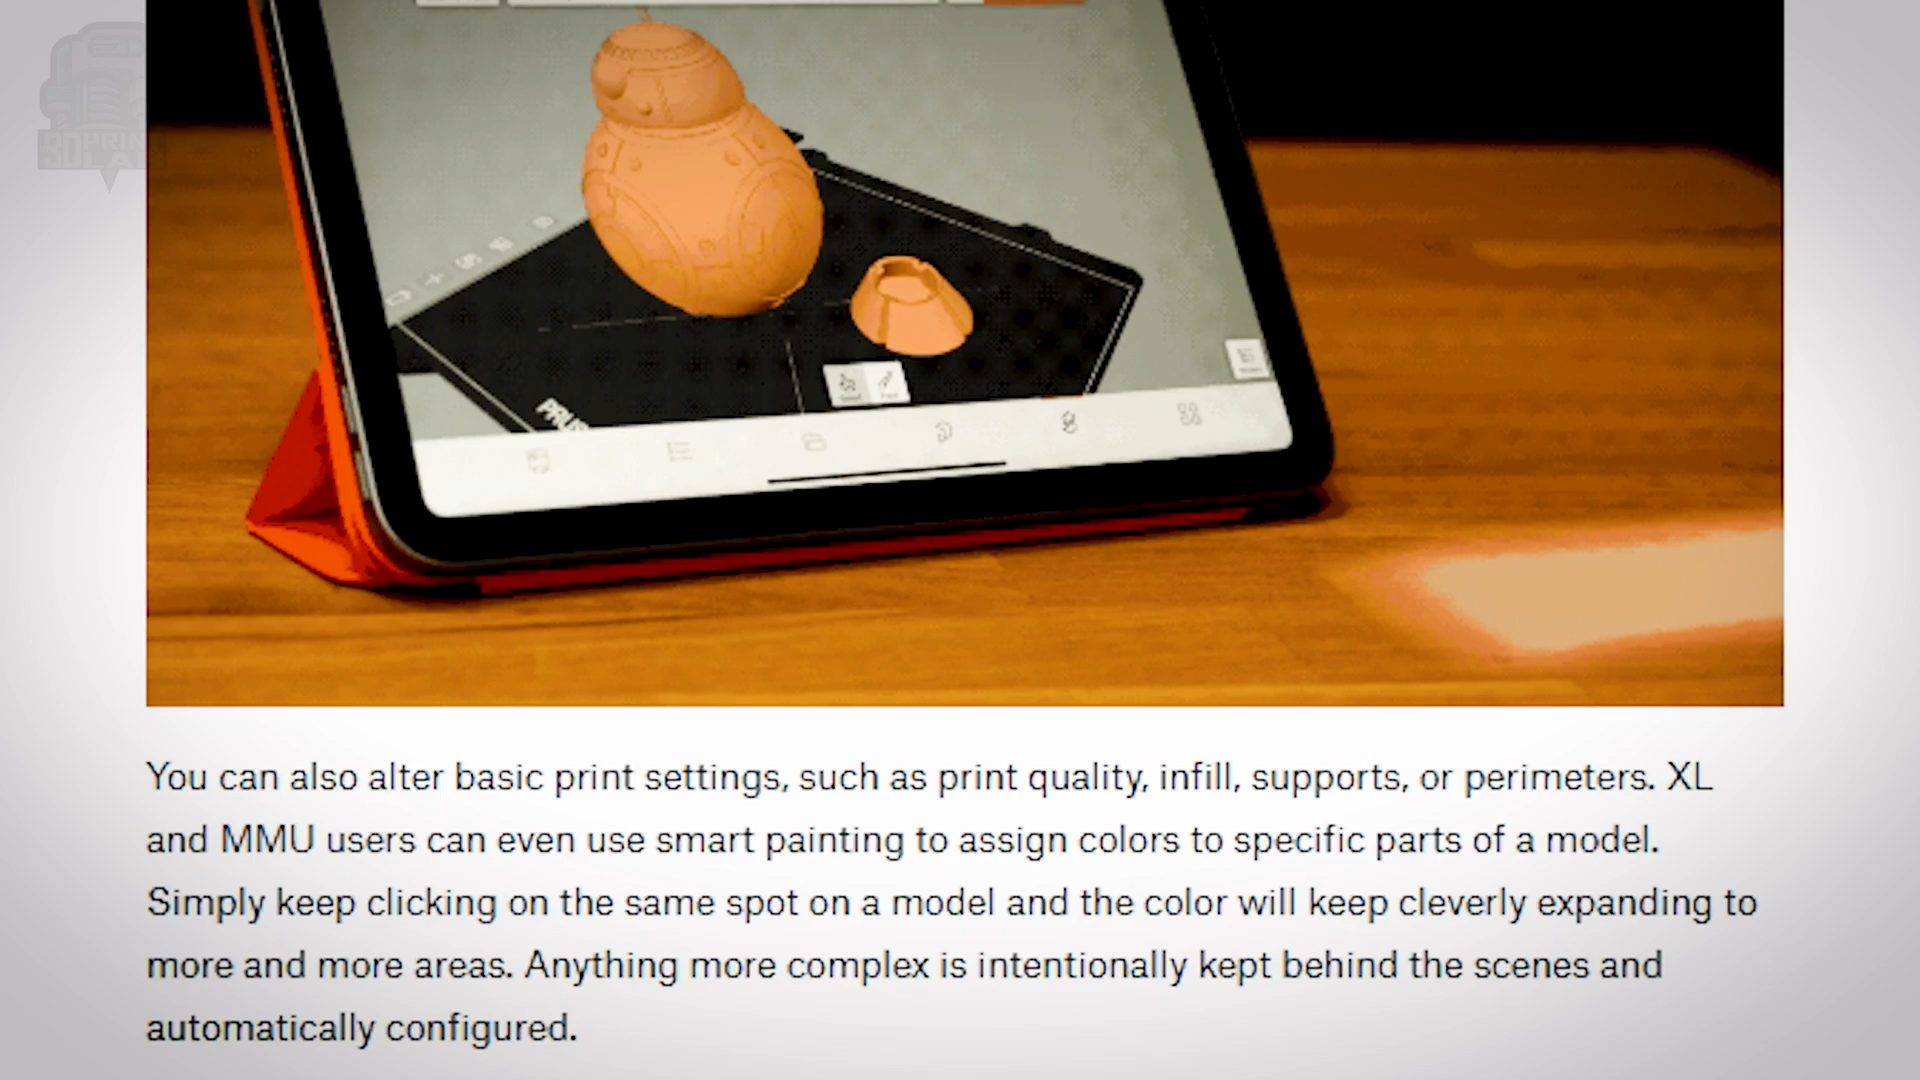 3DPRINT
LAB
PRUS
You can also alter basic print settings, such as print quality, infill, supports, or perimeters. XL
and MMU users can even use smart painting to assign colors to specific parts of a model.
Simply keep clicking on the same spot on a model and the color will keep cleverly expanding to
more and more areas. Anything more complex is intentionally kept behind the scenes and
automatically configured.